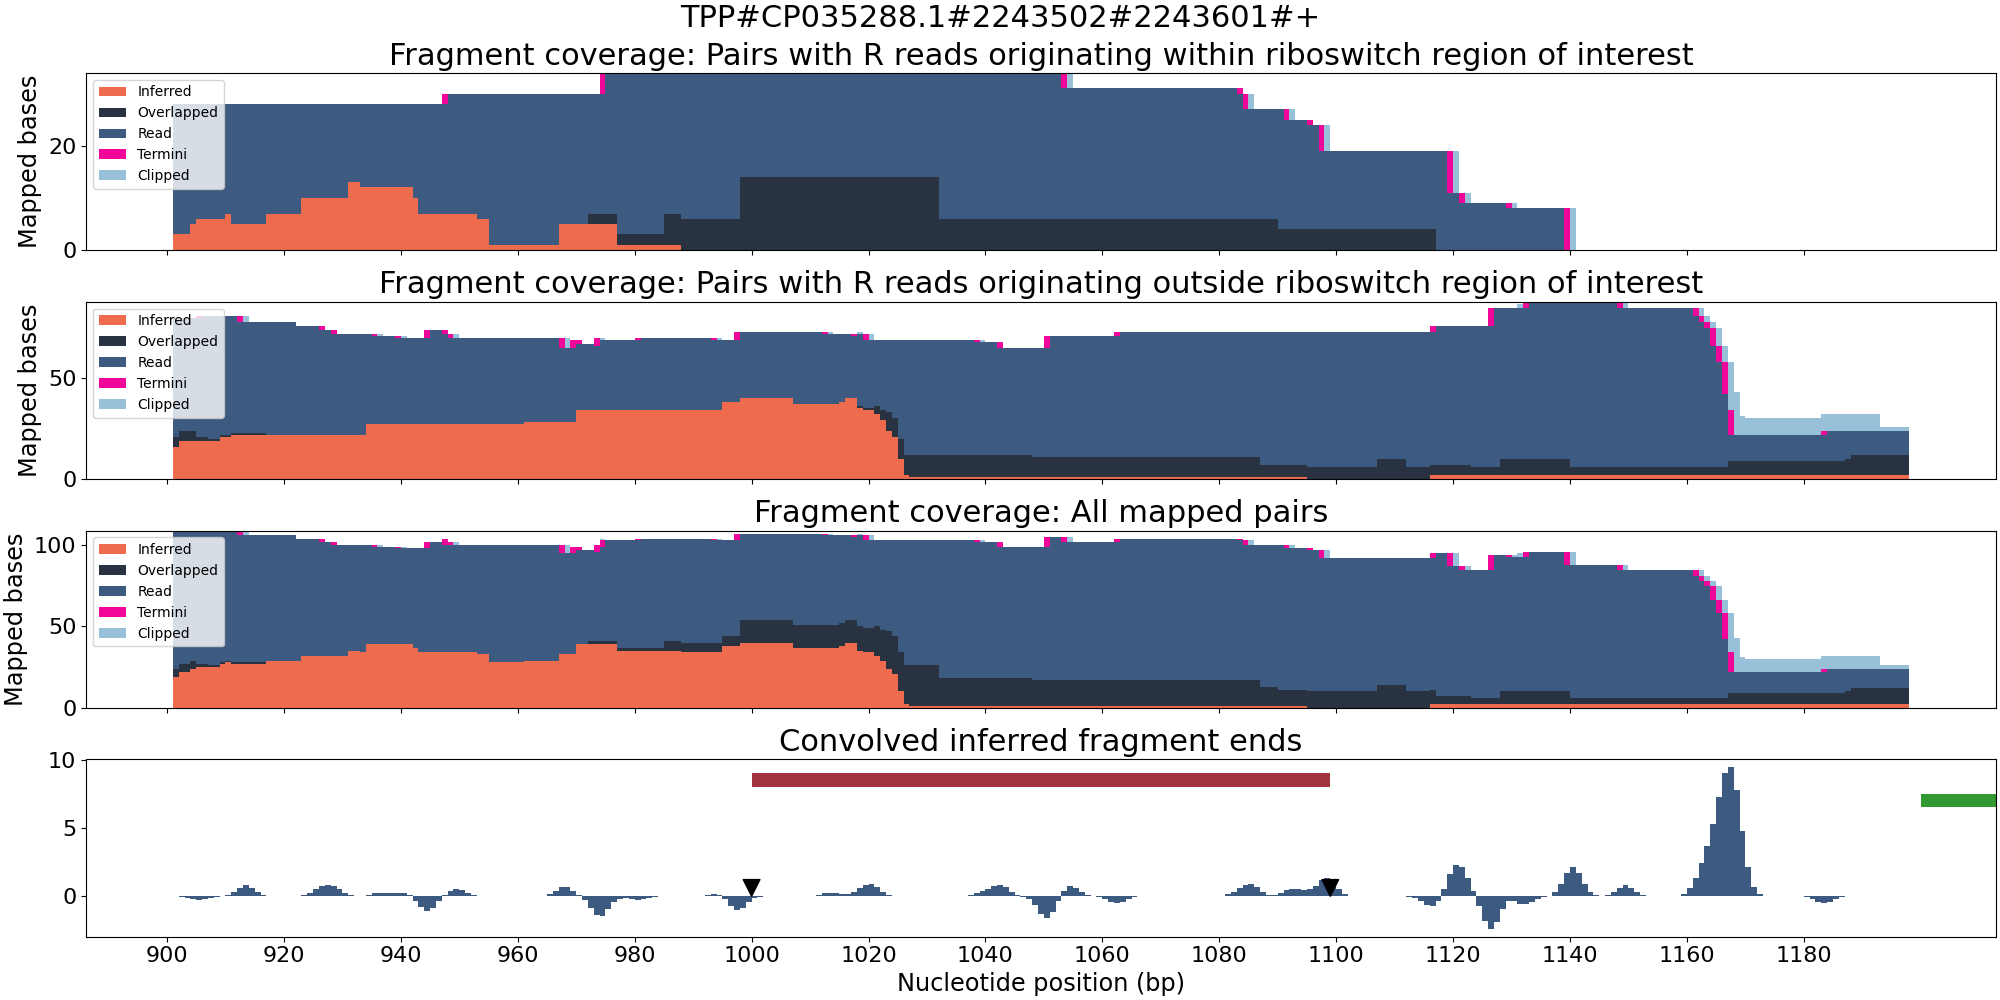 TPP#CP035288.1#2243502#2243601#+
Fragment coverage: Pairs with R reads originating within riboswitch region of interest
Mapped bases
20
0
Inferred
Overlapped
Read
Termini
Clipped
Fragment coverage: Pairs with R reads originating outside riboswitch region of interest
Mapped bases
50
0
Inferred
Overlapped
Read
Termini
Clipped
Fragment coverage: All mapped pairs
Mapped bases
100
50
0
Inferred
Overlapped
Read
Termini
Clipped
Convolved inferred fragment ends
10
5
0
900 920 940 960 980 1000 1020 1040 1060 1080 1100 1120 1140 1160 1180
Nucleotide position (bp)